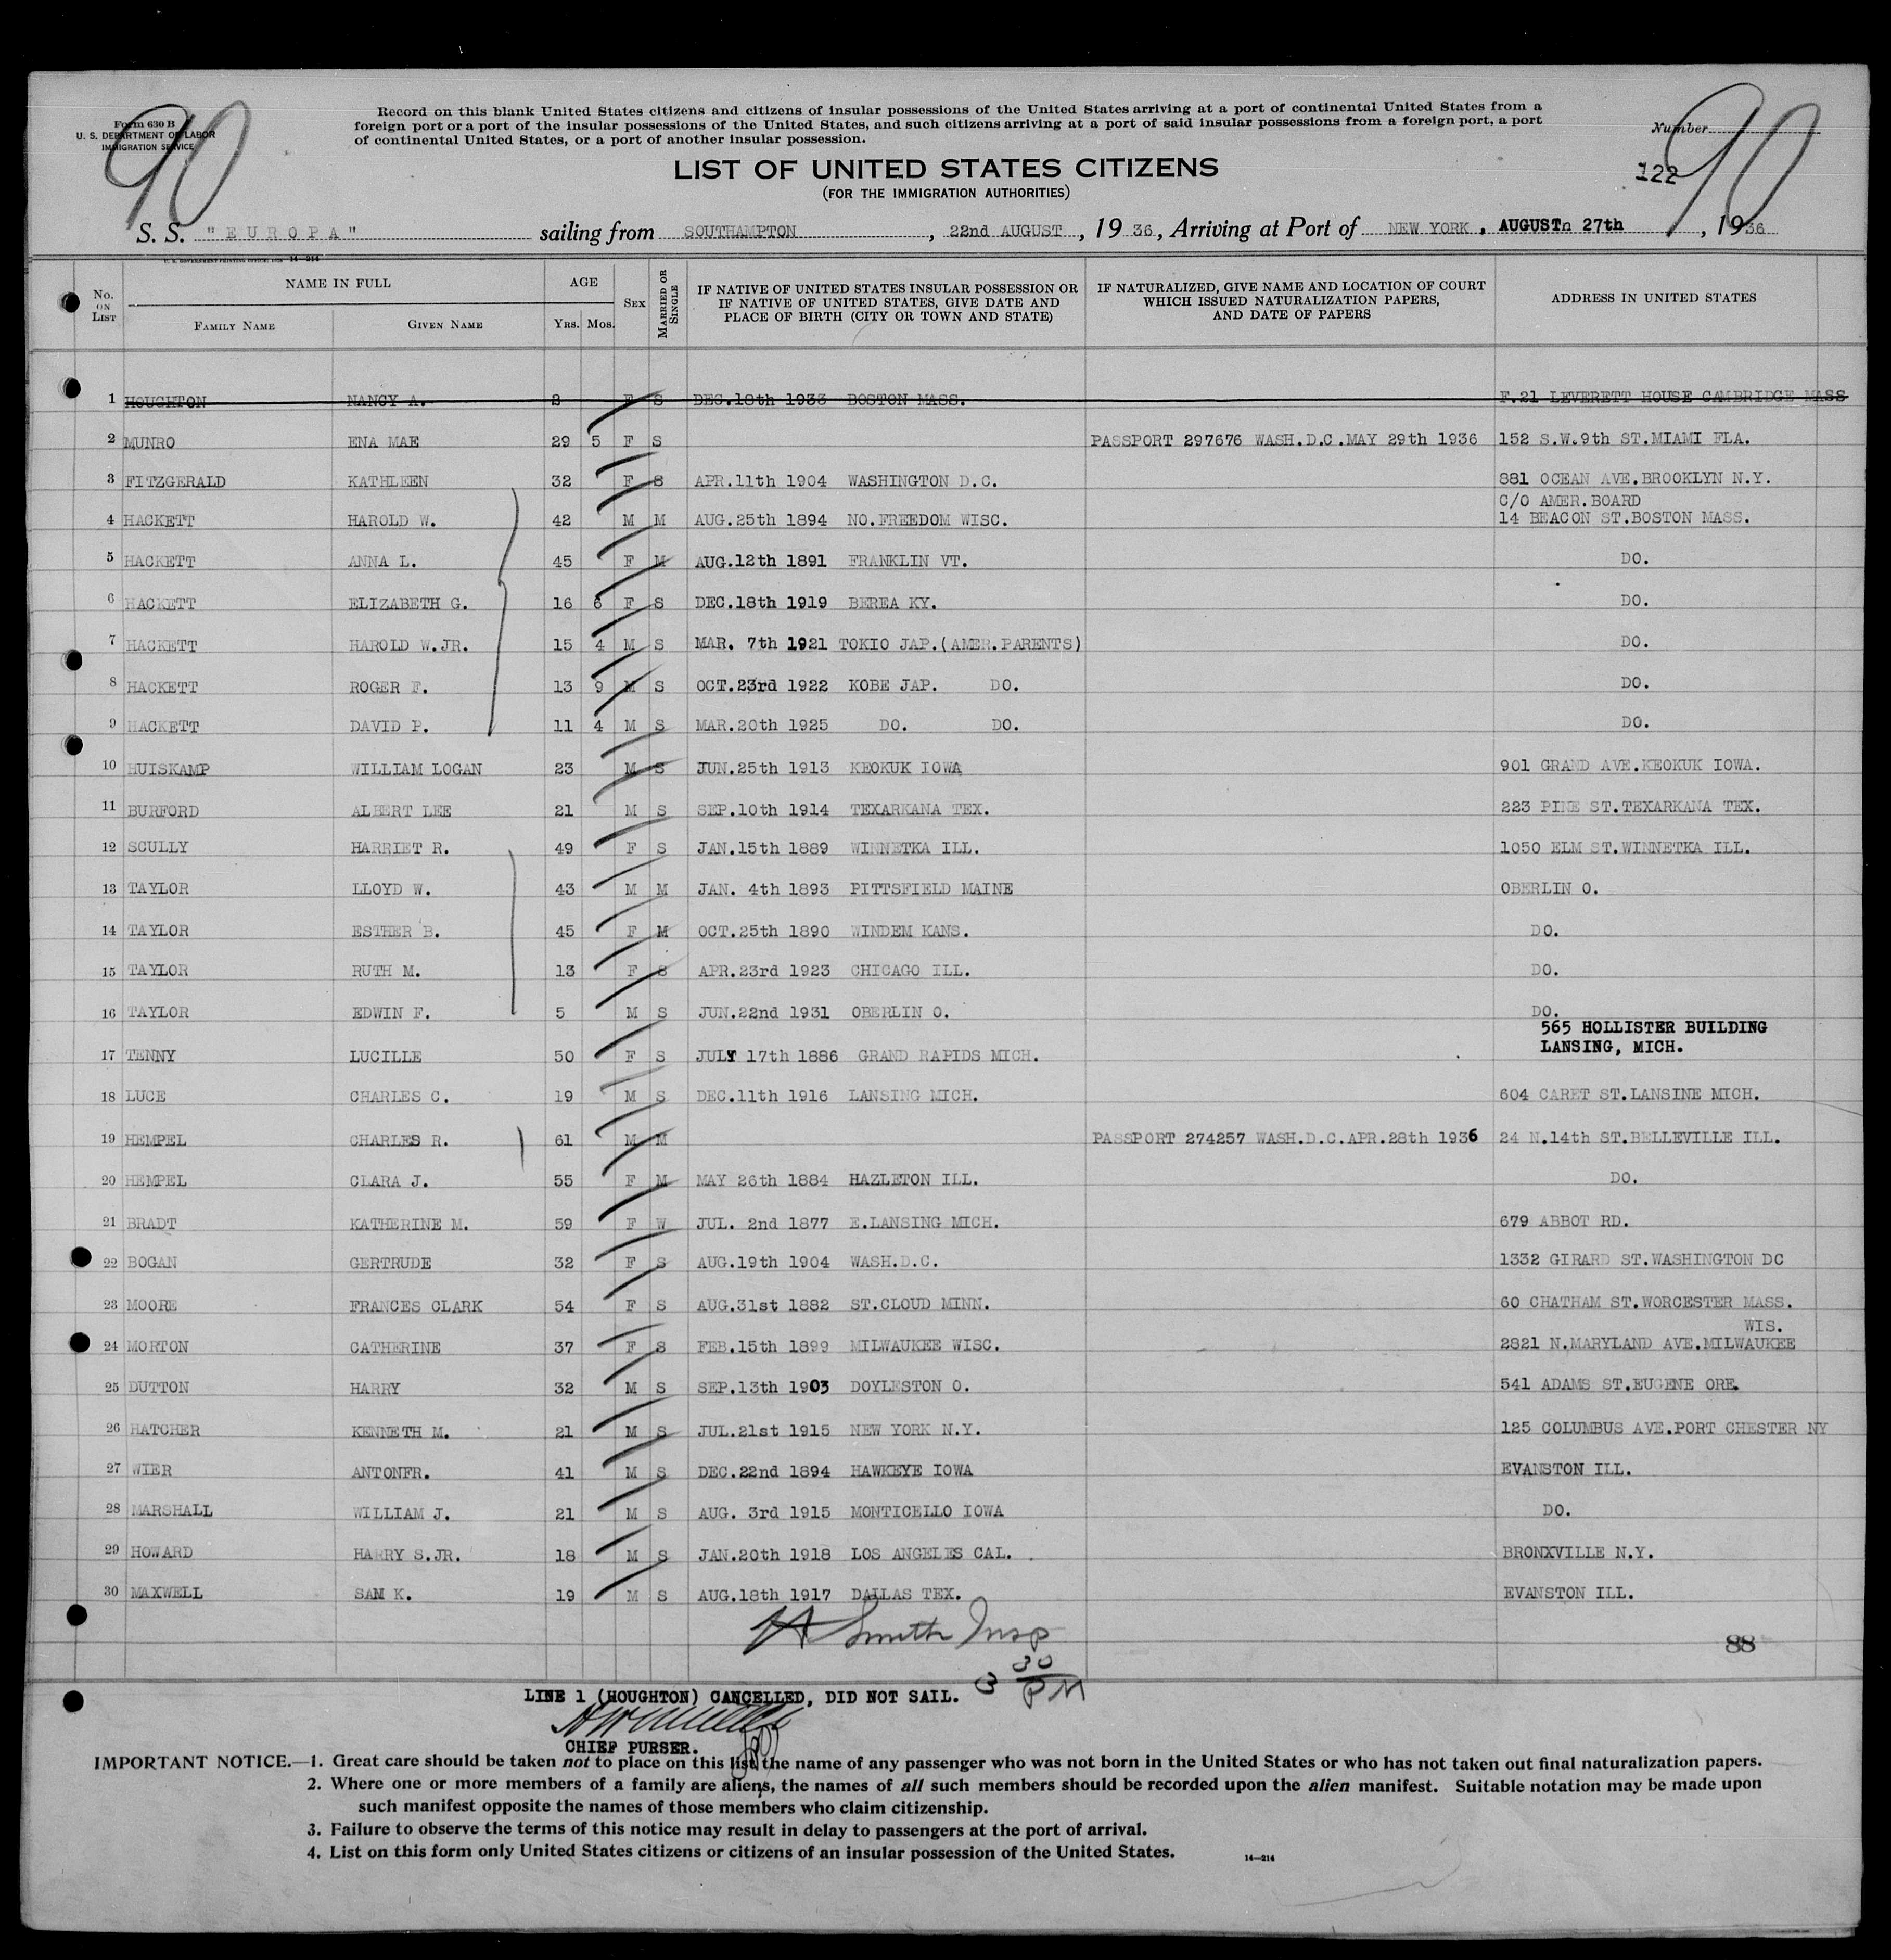 90
Form 630 B
U. S. DEPARTMENT OF LABOR
IMMIGRATION SERVICE
Record on this blank United States citizens and citizens of insular possessions of the United States arriving at a port of continental United States from a
foreign port or a port of the insular possessions of the United States, and such citizens arriving at a port of said insular possessions from a foreign port, a port
of continental United States, or a port of another insular possession.
Number
90
122
LIST OF UNITED STATES CITIZENS
(FOR THE IMMIGRATION AUTHORITIES)
S. S. "EUROPA" sailing from SOUTHAMPTON, 22nd AUGUST, 1936, Arriving at Port of NEW YORK, AUGUST 27th, 1936
U. S. GOVERNMENT PRINTING OFFICE 14—214
No. ON LIST
NAME IN FULL
FAMILY NAME
GIVEN NAME
AGE
YRS. MOS.
SEX
MARRIED OR SINGLE
IF NATIVE OF UNITED STATES INSULAR POSSESSION OR
IF NATIVE OF UNITED STATES, GIVE DATE AND
PLACE OF BIRTH (CITY OR TOWN AND STATE)
IF NATURALIZED, GIVE NAME AND LOCATION OF COURT
WHICH ISSUED NATURALIZATION PAPERS,
AND DATE OF PAPERS
ADDRESS IN UNITED STATES
1 HOUGHTON NANCY A. 2 F S DEC.18th 1933 BOSTON MASS. F.21 LEVERETT HOUSE CAMBRIDGE MASS
2 MUNRO ENA MAE 29 5 F S PASSPORT 297676 WASH.D.C.MAY 29th 1936 152 S.W.9th ST.MIAMI FLA.
3 FITZGERALD KATHLEEN 32 F S APR.11th 1904 WASHINGTON D.C. 881 OCEAN AVE.BROOKLYN N.Y.
C/O AMER.BOARD
4 HACKETT HAROLD W. 42 M M AUG.25th 1894 NO.FREEDOM WISC. 14 BEACON ST.BOSTON MASS.
5 HACKETT ANNA L. 45 F M AUG.12th 1891 FRANKLIN VT. DO.
6 HACKETT ELIZABETH G. 16 6 F S DEC.18th 1919 BEREA KY. DO.
7 HACKETT HAROLD W.JR. 15 4 M S MAR. 7th 1921 TOKIO JAP.(AMER.PARENTS) DO.
8 HACKETT ROGER F. 13 9 M S OCT.23rd 1922 KOBE JAP. DO. DO.
9 HACKETT DAVID P. 11 4 M S MAR.20th 1925 DO. DO. DO.
10 HUISKAMP WILLIAM LOGAN 23 M S JUN.25th 1913 KEOKUK IOWA 901 GRAND AVE.KEOKUK IOWA.
11 BURFORD ALBERT LEE 21 M S SEP.10th 1914 TEXARKANA TEX. 223 PINE ST.TEXARKANA TEX.
12 SCULLY HARRIET R. 49 F S JAN.15th 1889 WINNETKA ILL. 1050 ELM ST.WINNETKA ILL.
13 TAYLOR LLOYD W. 43 M M JAN. 4th 1893 PITTSFIELD MAINE OBERLIN O.
14 TAYLOR ESTHER B. 45 F M OCT.25th 1890 WINDEM KANS. DO.
15 TAYLOR RUTH M. 13 F S APR.23rd 1923 CHICAGO ILL. DO.
16 TAYLOR EDWIN F. 5 M S JUN.22nd 1931 OBERLIN O. DO.
565 HOLLISTER BUILDING
LANSING, MICH.
17 TENNY LUCILLE 50 F S JULY 17th 1886 GRAND RAPIDS MICH.
18 LUCE CHARLES C. 19 M S DEC.11th 1916 LANSING MICH. 604 CARET ST.LANSINE MICH.
19 HEMPEL CHARLES R. 61 M M PASSPORT 274257 WASH.D.C.APR.28th 1936 24 N.14th ST.BELLEVILLE ILL.
20 HEMPEL CLARA J. 55 F M MAY 26th 1884 HAZLETON ILL. DO.
21 BRADT KATHERINE M. 59 F W JUL. 2nd 1877 E.LANSING MICH. 679 ABBOT RD.
22 BOGAN GERTRUDE 32 F S AUG.19th 1904 WASH.D.C. 1332 GIRARD ST.WASHINGTON DC
23 MOORE FRANCES CLARK 54 F S AUG.31st 1882 ST.CLOUD MINN. 60 CHATHAM ST.WORCESTER MASS.
WIS.
24 MORTON CATHERINE 37 F S FEB.15th 1899 MILWAUKEE WISC. 2821 N.MARYLAND AVE.MILWAUKEE
25 DUTTON HARRY 32 M S SEP.13th 1903 DOYLESTON O. 541 ADAMS ST.EUGENE ORE.
26 HATCHER KENNETH M. 21 M S JUL.21st 1915 NEW YORK N.Y. 125 COLUMBUS AVE.PORT CHESTER NY
27 WIER ANTONFR. 41 M S DEC.22nd 1894 HAWKEYE IOWA EVANSTON ILL.
28 MARSHALL WILLIAM J. 21 M S AUG. 3rd 1915 MONTICELLO IOWA DO.
29 HOWARD HARRY S.JR. 18 M S JAN.20th 1918 LOS ANGELES CAL. BRONXVILLE N.Y.
30 MAXWELL SAM K. 19 M S AUG.18th 1917 DALLAS TEX. EVANSTON ILL.
Smith Insp
88
3 30 PM
LINE 1 (HOUGHTON) CANCELLED, DID NOT SAIL.
CHIEF PURSER.
IMPORTANT NOTICE.—1. Great care should be taken not to place on this list the name of any passenger who was not born in the United States or who has not taken out final naturalization papers.
2. Where one or more members of a family are aliens, the names of all such members should be recorded upon the alien manifest. Suitable notation may be made upon
such manifest opposite the names of those members who claim citizenship.
3. Failure to observe the terms of this notice may result in delay to passengers at the port of arrival.
4. List on this form only United States citizens or citizens of an insular possession of the United States.
14—214